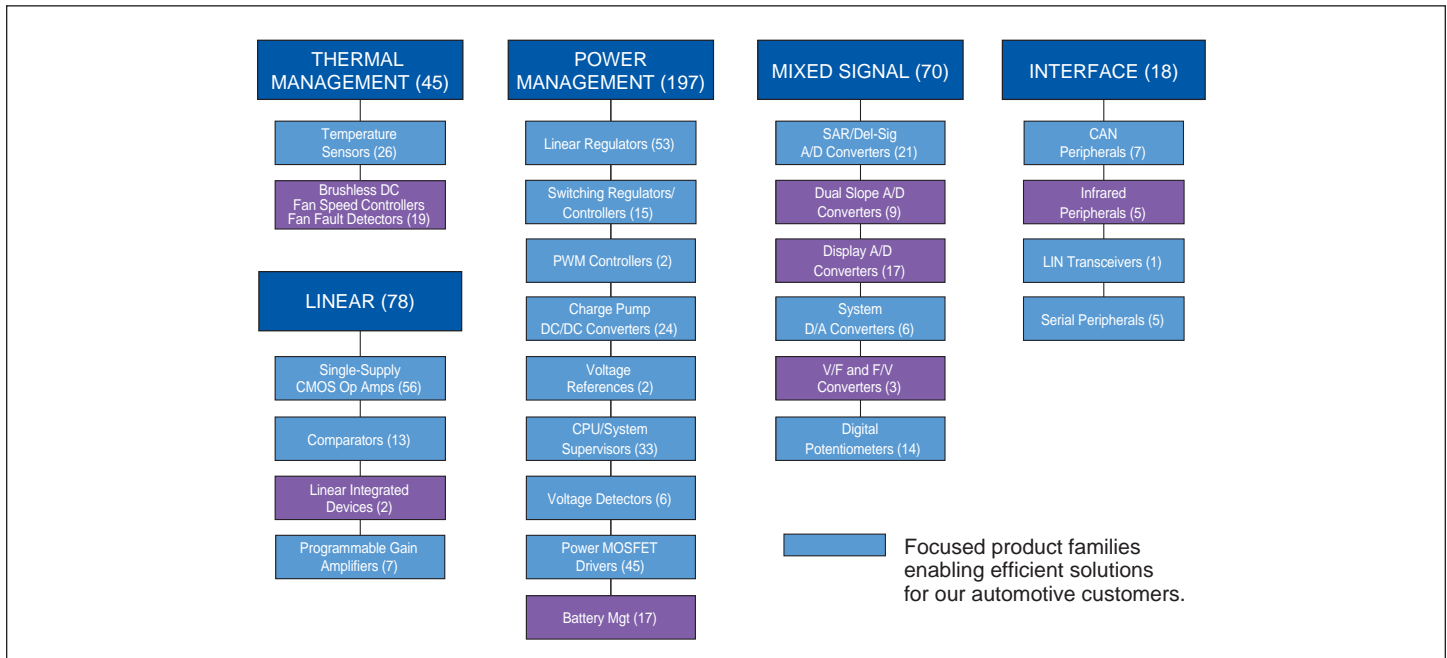 THERMAL
MANAGEMENT (45)
Temperature
Sensors (26)
Brushless DC
Fan Speed Controllers
Fan Fault Detectors (19)
LINEAR (78)
Single-Supply
CMOS Op Amps (56)
Comparators (13)
Linear Integrated
Devices (2)
Programmable Gain
Amplifiers (7)
POWER
MANAGEMENT (197)
Linear Regulators (53)
Switching Regulators/
Controllers (15)
PWM Controllers (2)
Charge Pump
DC/DC Converters (24)
Voltage
References (2)
CPU/System
Supervisors (33)
Voltage Detectors (6)
Power MOSFET
Drivers (45)
Battery Mgt (17)
MIXED SIGNAL (70)
SAR/Del-Sig
A/D Converters (21)
Dual Slope A/D
Converters (9)
Display A/D
Converters (17)
System
D/A Converters (6)
V/F and F/V
Converters (3)
Digital
Potentiometers (14)
INTERFACE (18)
CAN
Peripherals (7)
Infrared
Peripherals (5)
LIN Transceivers (1)
Serial Peripherals (5)
Focused product families
enabling efficient solutions
for our automotive customers.